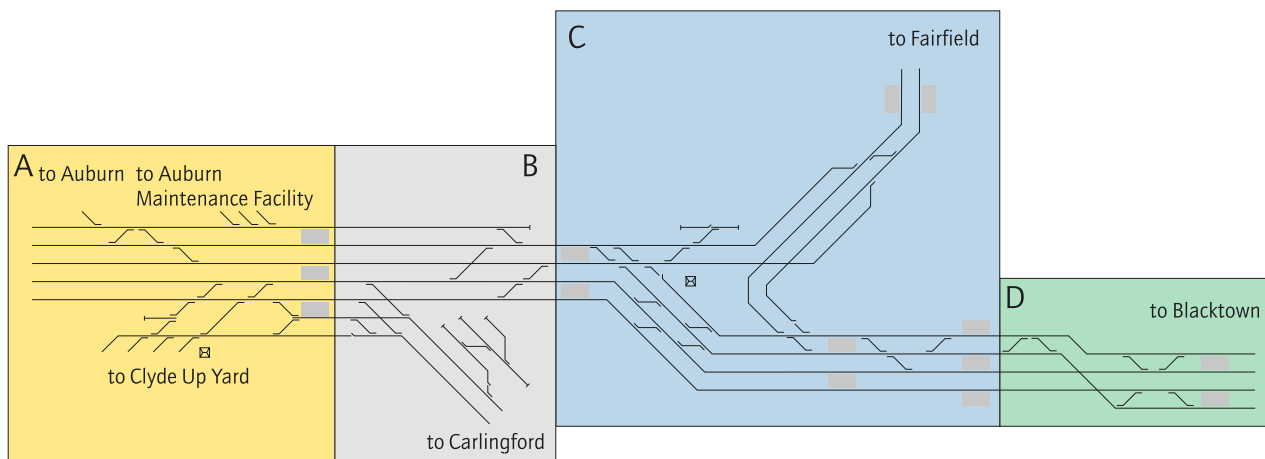 A
to Auburn
to Auburn
Maintenance Facility
to Clyde Up Yard
B
to Carlingford
C
to Fairfield
D
to Blacktown